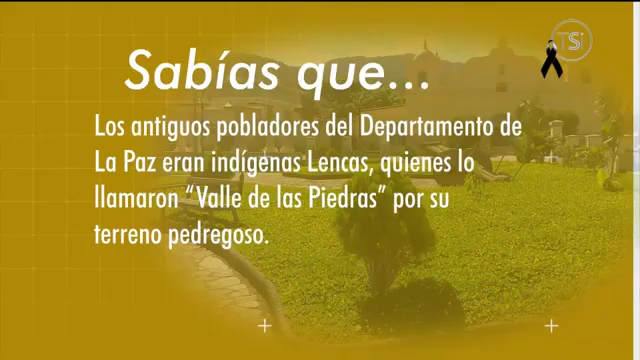 TSi
Sabías que...
Los antiguos pobladores del Departamento de
La Paz eran indígenas Lencas, quienes lo
llamaron “Valle de las Piedras” por su
terreno pedregoso.